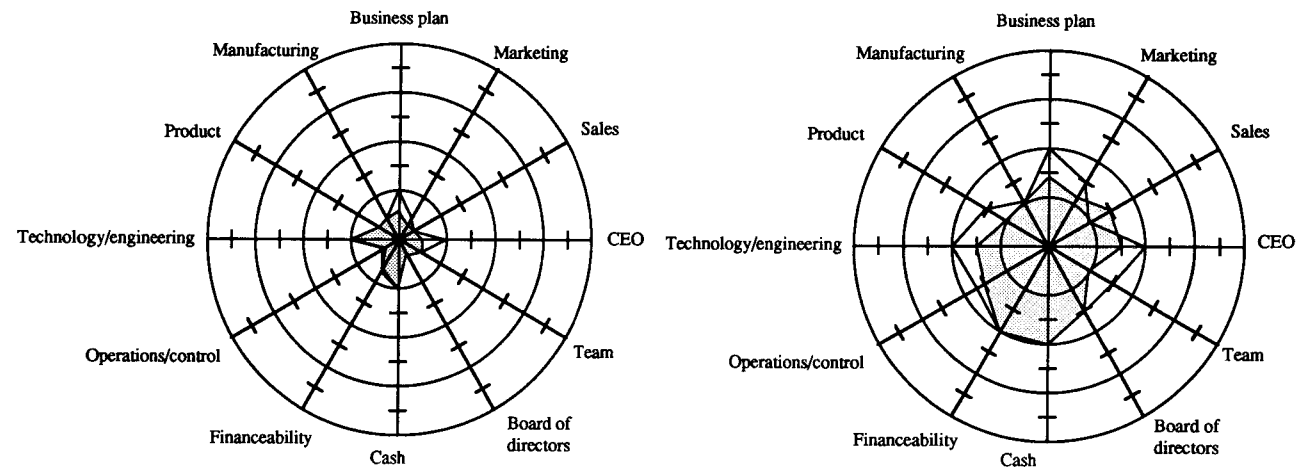 Business plan
Manufacturing
Marketing
Product
Sales
Technology/engineering
CEO
Operations/control
Team
Financeability
Board of
directors
Cash
Business plan
Manufacturing
Marketing
Product
Sales
Technology/engineering
CEO
Operations/control
Team
Financeability
Board of
directors
Cash